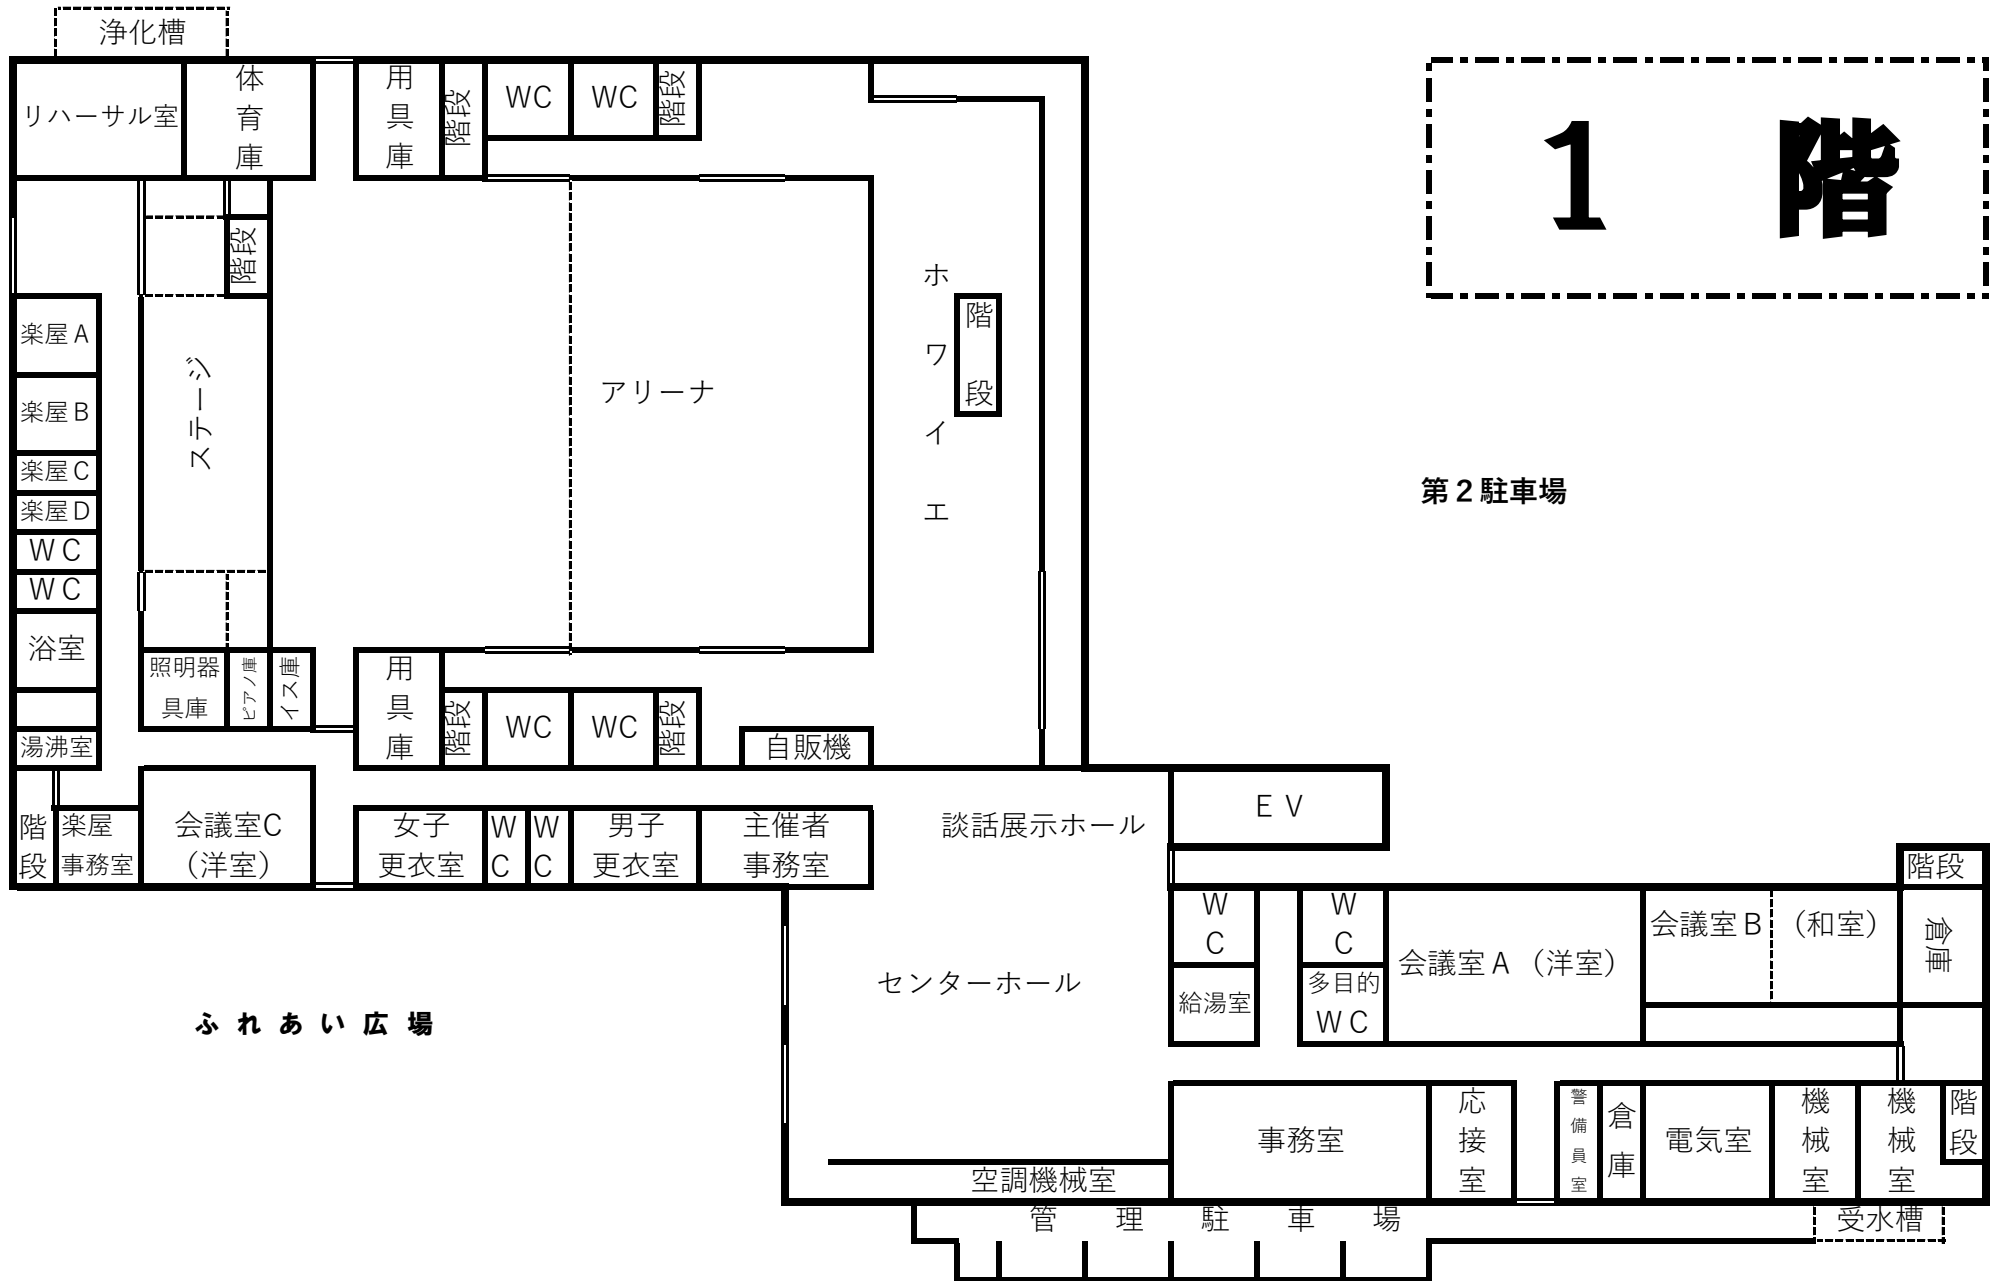 浄化槽
リハーサル室
体育庫
用具庫
階段
WC
WC
階段
1 階
階段
ホワイエ
階段
楽屋A
楽屋B
楽屋C
楽屋D
WC
WC
浴室
湯沸室
ステージ
アリーナ
第2駐車場
照明器
具庫
ピアノ庫
イス庫
用具庫
階段
WC
WC
階段
自販機
階段
楽屋
事務室
会議室C
(洋室)
女子
更衣室
WC
WC
男子
更衣室
主催者
事務室
談話展示ホール
EV
階段
WC
WC
会議室A(洋室)
会議室B(和室)
倉庫
センターホール
給湯室
多目的
WC
ふれあい広場
事務室
応接室
警備員室
倉庫
電気室
機械室
機械室
階段
空調機械室
管理駐車場
受水槽